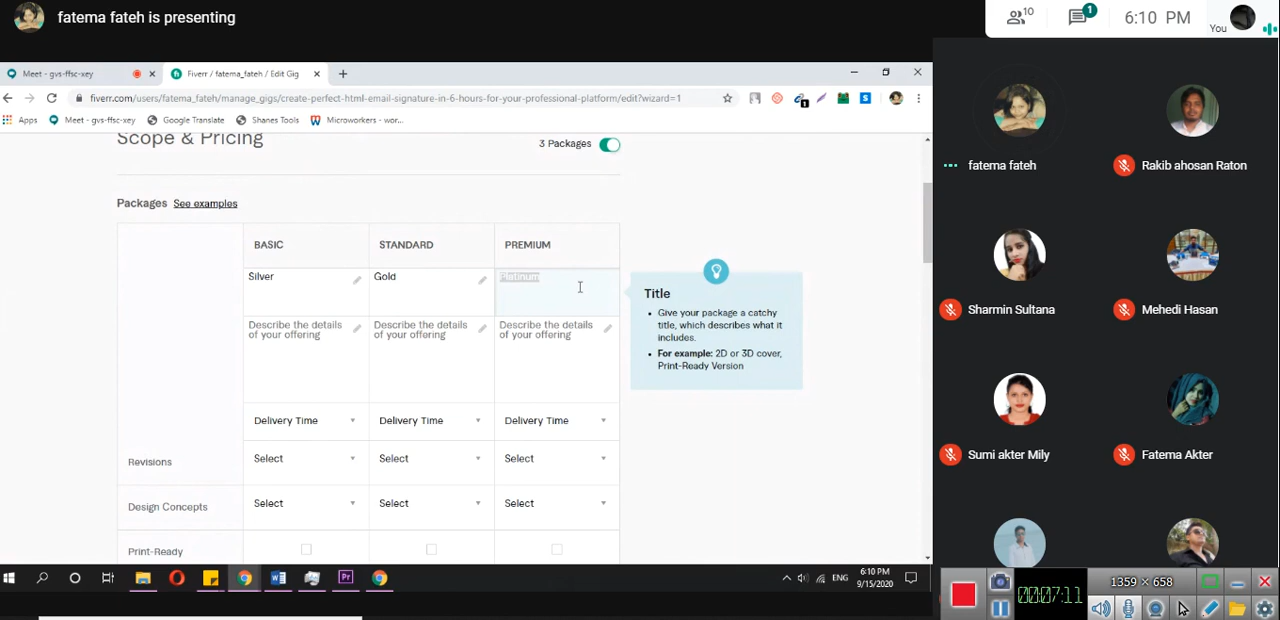 fatema fateh is presenting
10
1
6:10 PM
You
Meet - gvs-ffsc-xey
Fiverr / fatema_fateh / Edit Gig
fiverr.com/users/fatema_fateh/manage_gigs/create-perfect-html-email-signature-in-6-hours-for-your-professional-platform/edit?wizard=1
Apps
Meet - gvs-ffsc-xey
Google Translate
Shanes Tools
Microworkers - wor...
Scope & Pricing
3 Packages
Packages See examples
BASIC STANDARD PREMIUM
Silver Gold Platinum
Describe the details of your offering
Describe the details of your offering
Describe the details of your offering
Delivery Time Delivery Time Delivery Time
Revisions Select Select Select
Design Concepts Select Select Select
Print-Ready
Title
Give your package a catchy
title, which describes what it
includes.
For example: 2D or 3D cover,
Print-Ready Version
ENG
6:10 PM
9/15/2020
fatema fateh
Rakib ahosan Raton
Sharmin Sultana
Mehedi Hasan
Sumi akter Mily
Fatema Akter
1359 × 658
00:07:11